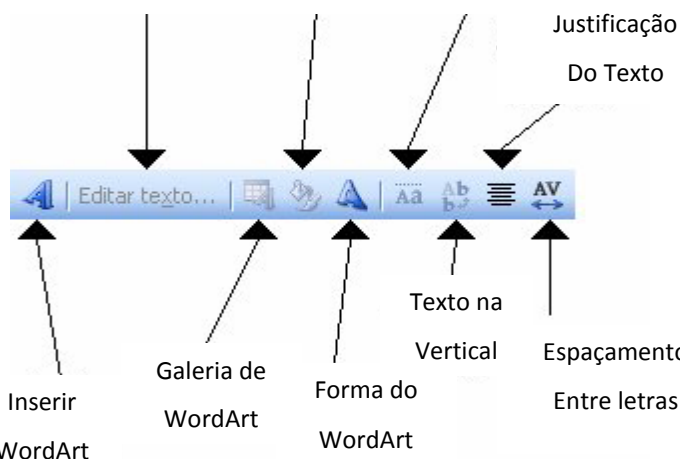 Justificação
Do Texto
Editar texto...
Aa
Ab
b
AV
Texto na
Vertical
Espaçamento
Entre letras
Galeria de
WordArt
Forma do
WordArt
Inserir
WordArt